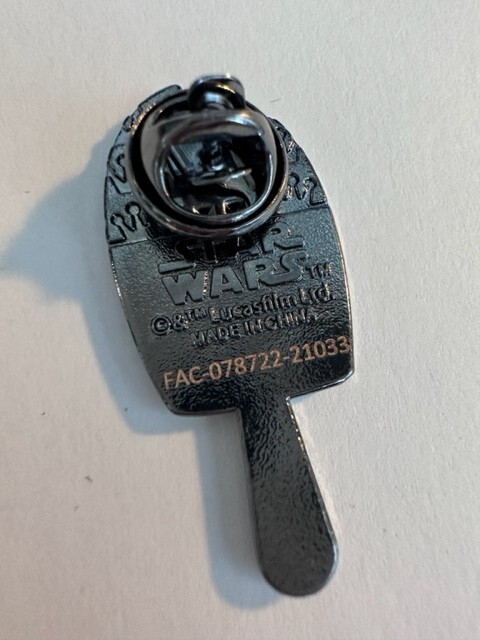 STAR
WARS™
©&™ Lucasfilm Ltd.
MADE IN CHINA
FAC-078722-21033